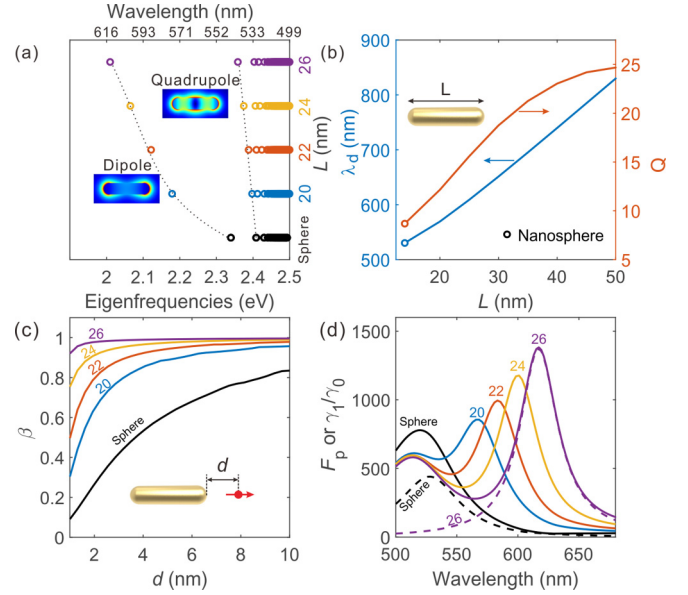 Wavelength (nm)
616 593 571 552 533 499
(a)
Quadrupole
Dipole
26
24
22
20
Sphere
L (nm)
2 2.1 2.2 2.3 2.4 2.5
Eigenfrequencies (eV)
(b)
900
800
700
600
500
λd (nm)
L
25
20
15
10
5
Q
Nanosphere
20 30 40 50
L (nm)
(c)
1
0.8
0.6
0.4
0.2
0
β
26
24
22
20
Sphere
d
2 4 6 8 10
d (nm)
(d)
1500
1000
500
0
Fp or γ1/γ0
26
24
22
20
Sphere
Sphere
26
500 550 600 650
Wavelength (nm)